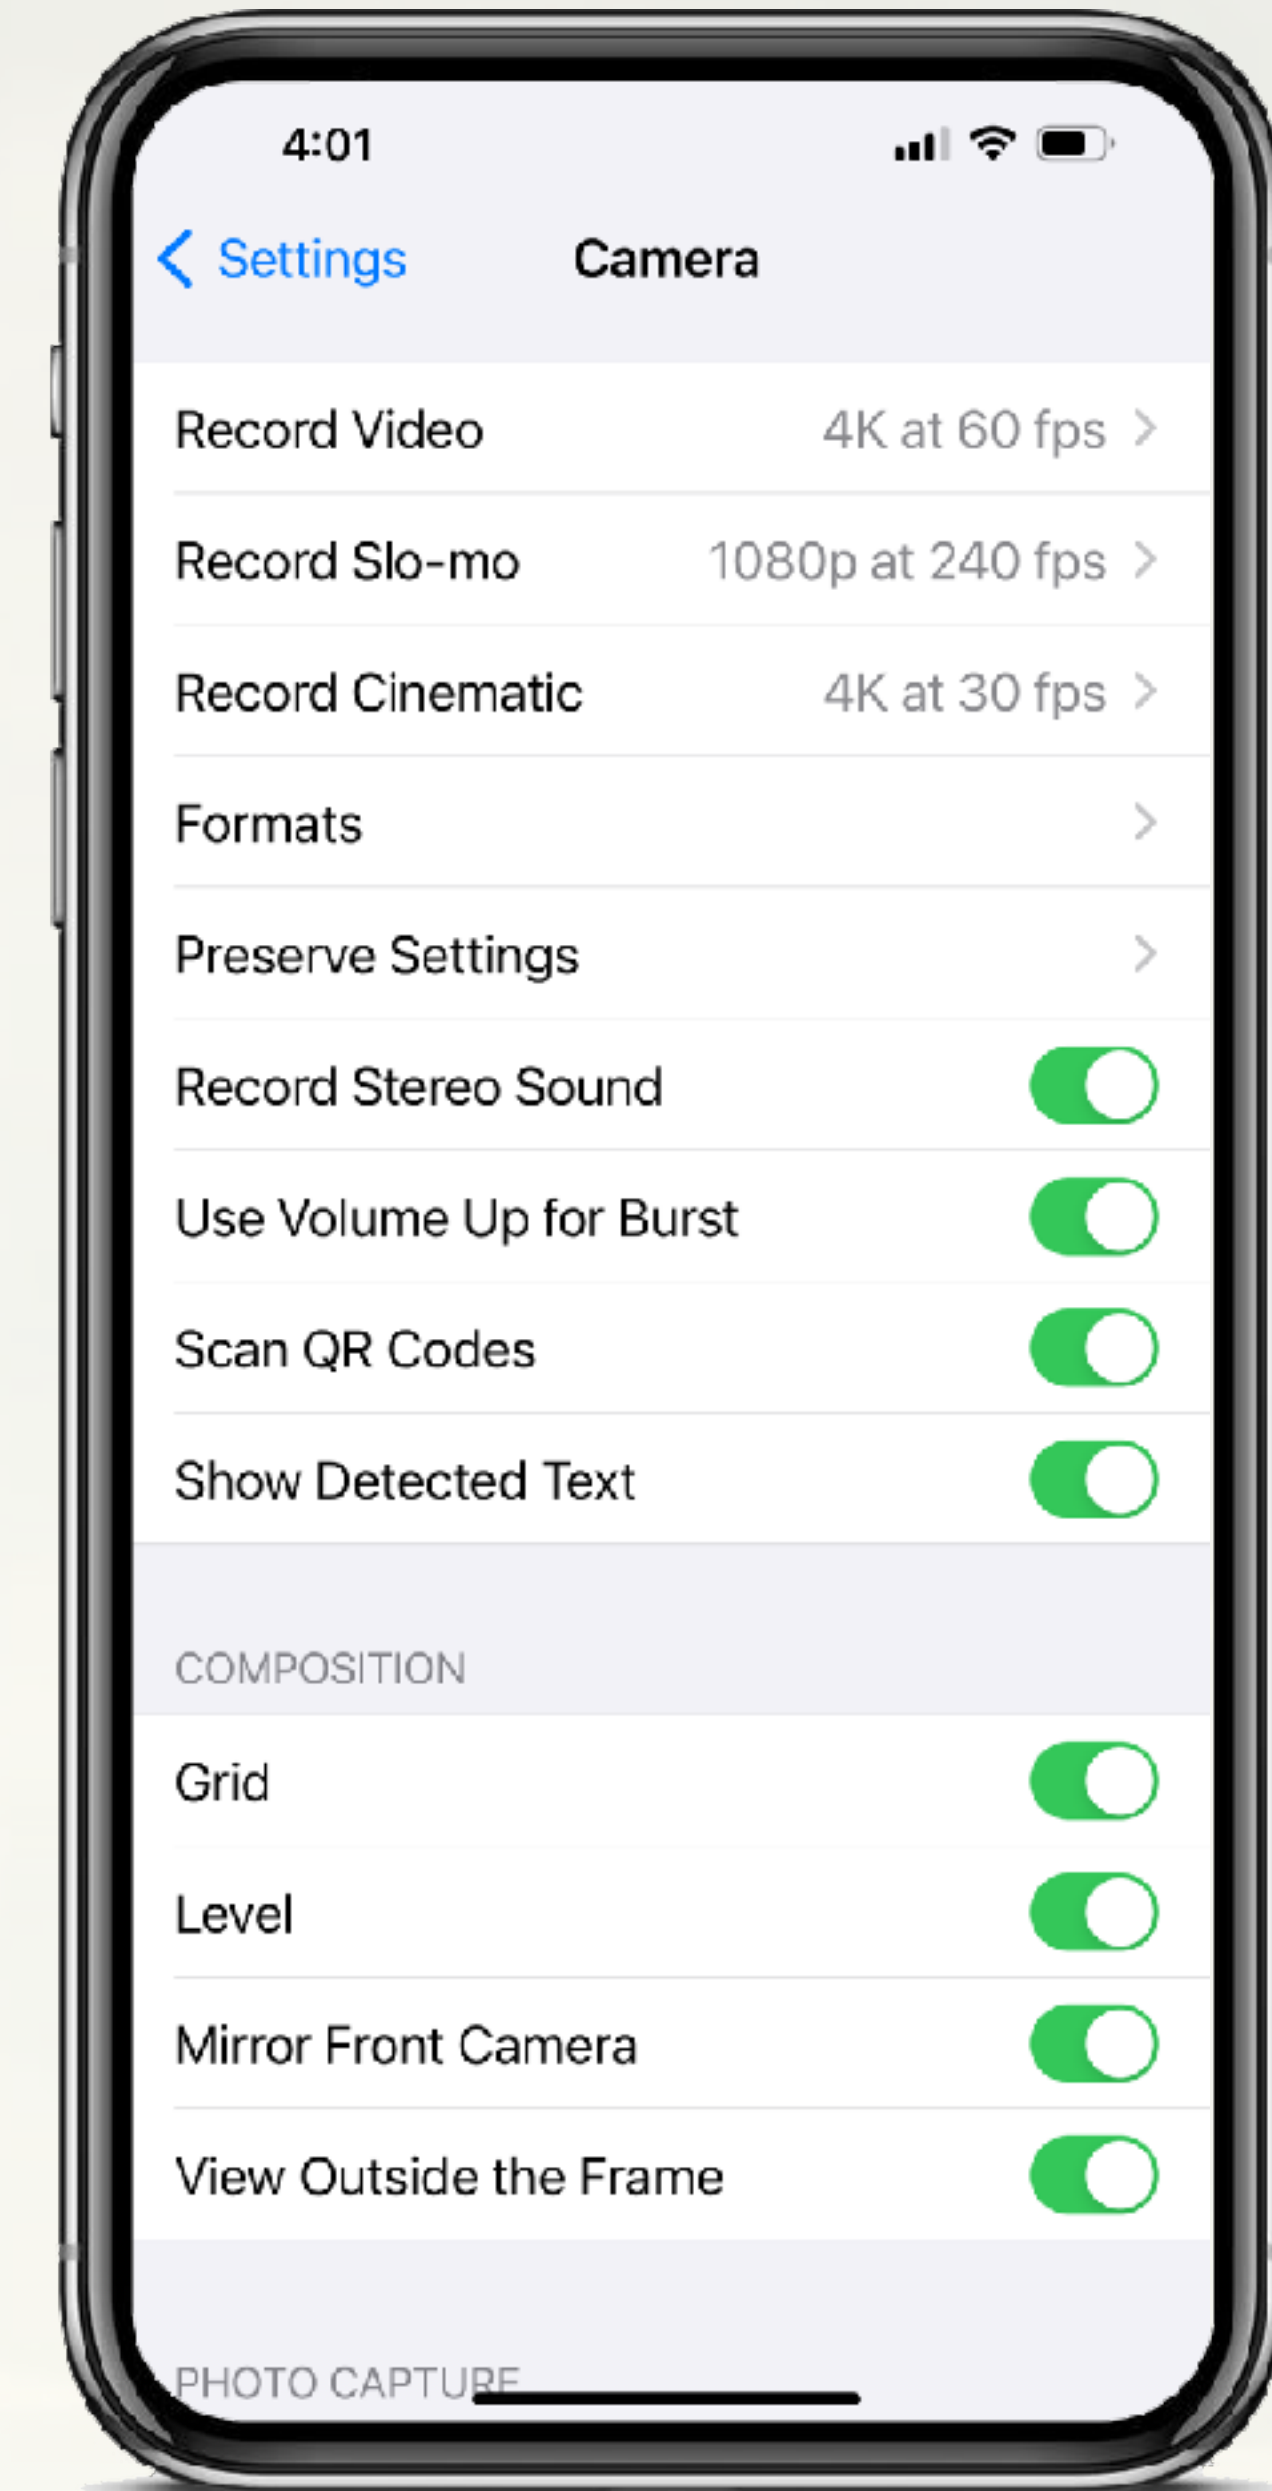 4:01
Settings
Camera
Record Video 4K at 60 fps
Record Slo-mo 1080p at 240 fps
Record Cinematic 4K at 30 fps
Formats
Preserve Settings
Record Stereo Sound
Use Volume Up for Burst
Scan QR Codes
Show Detected Text
COMPOSITION
Grid
Level
Mirror Front Camera
View Outside the Frame
PHOTO CAPTURE